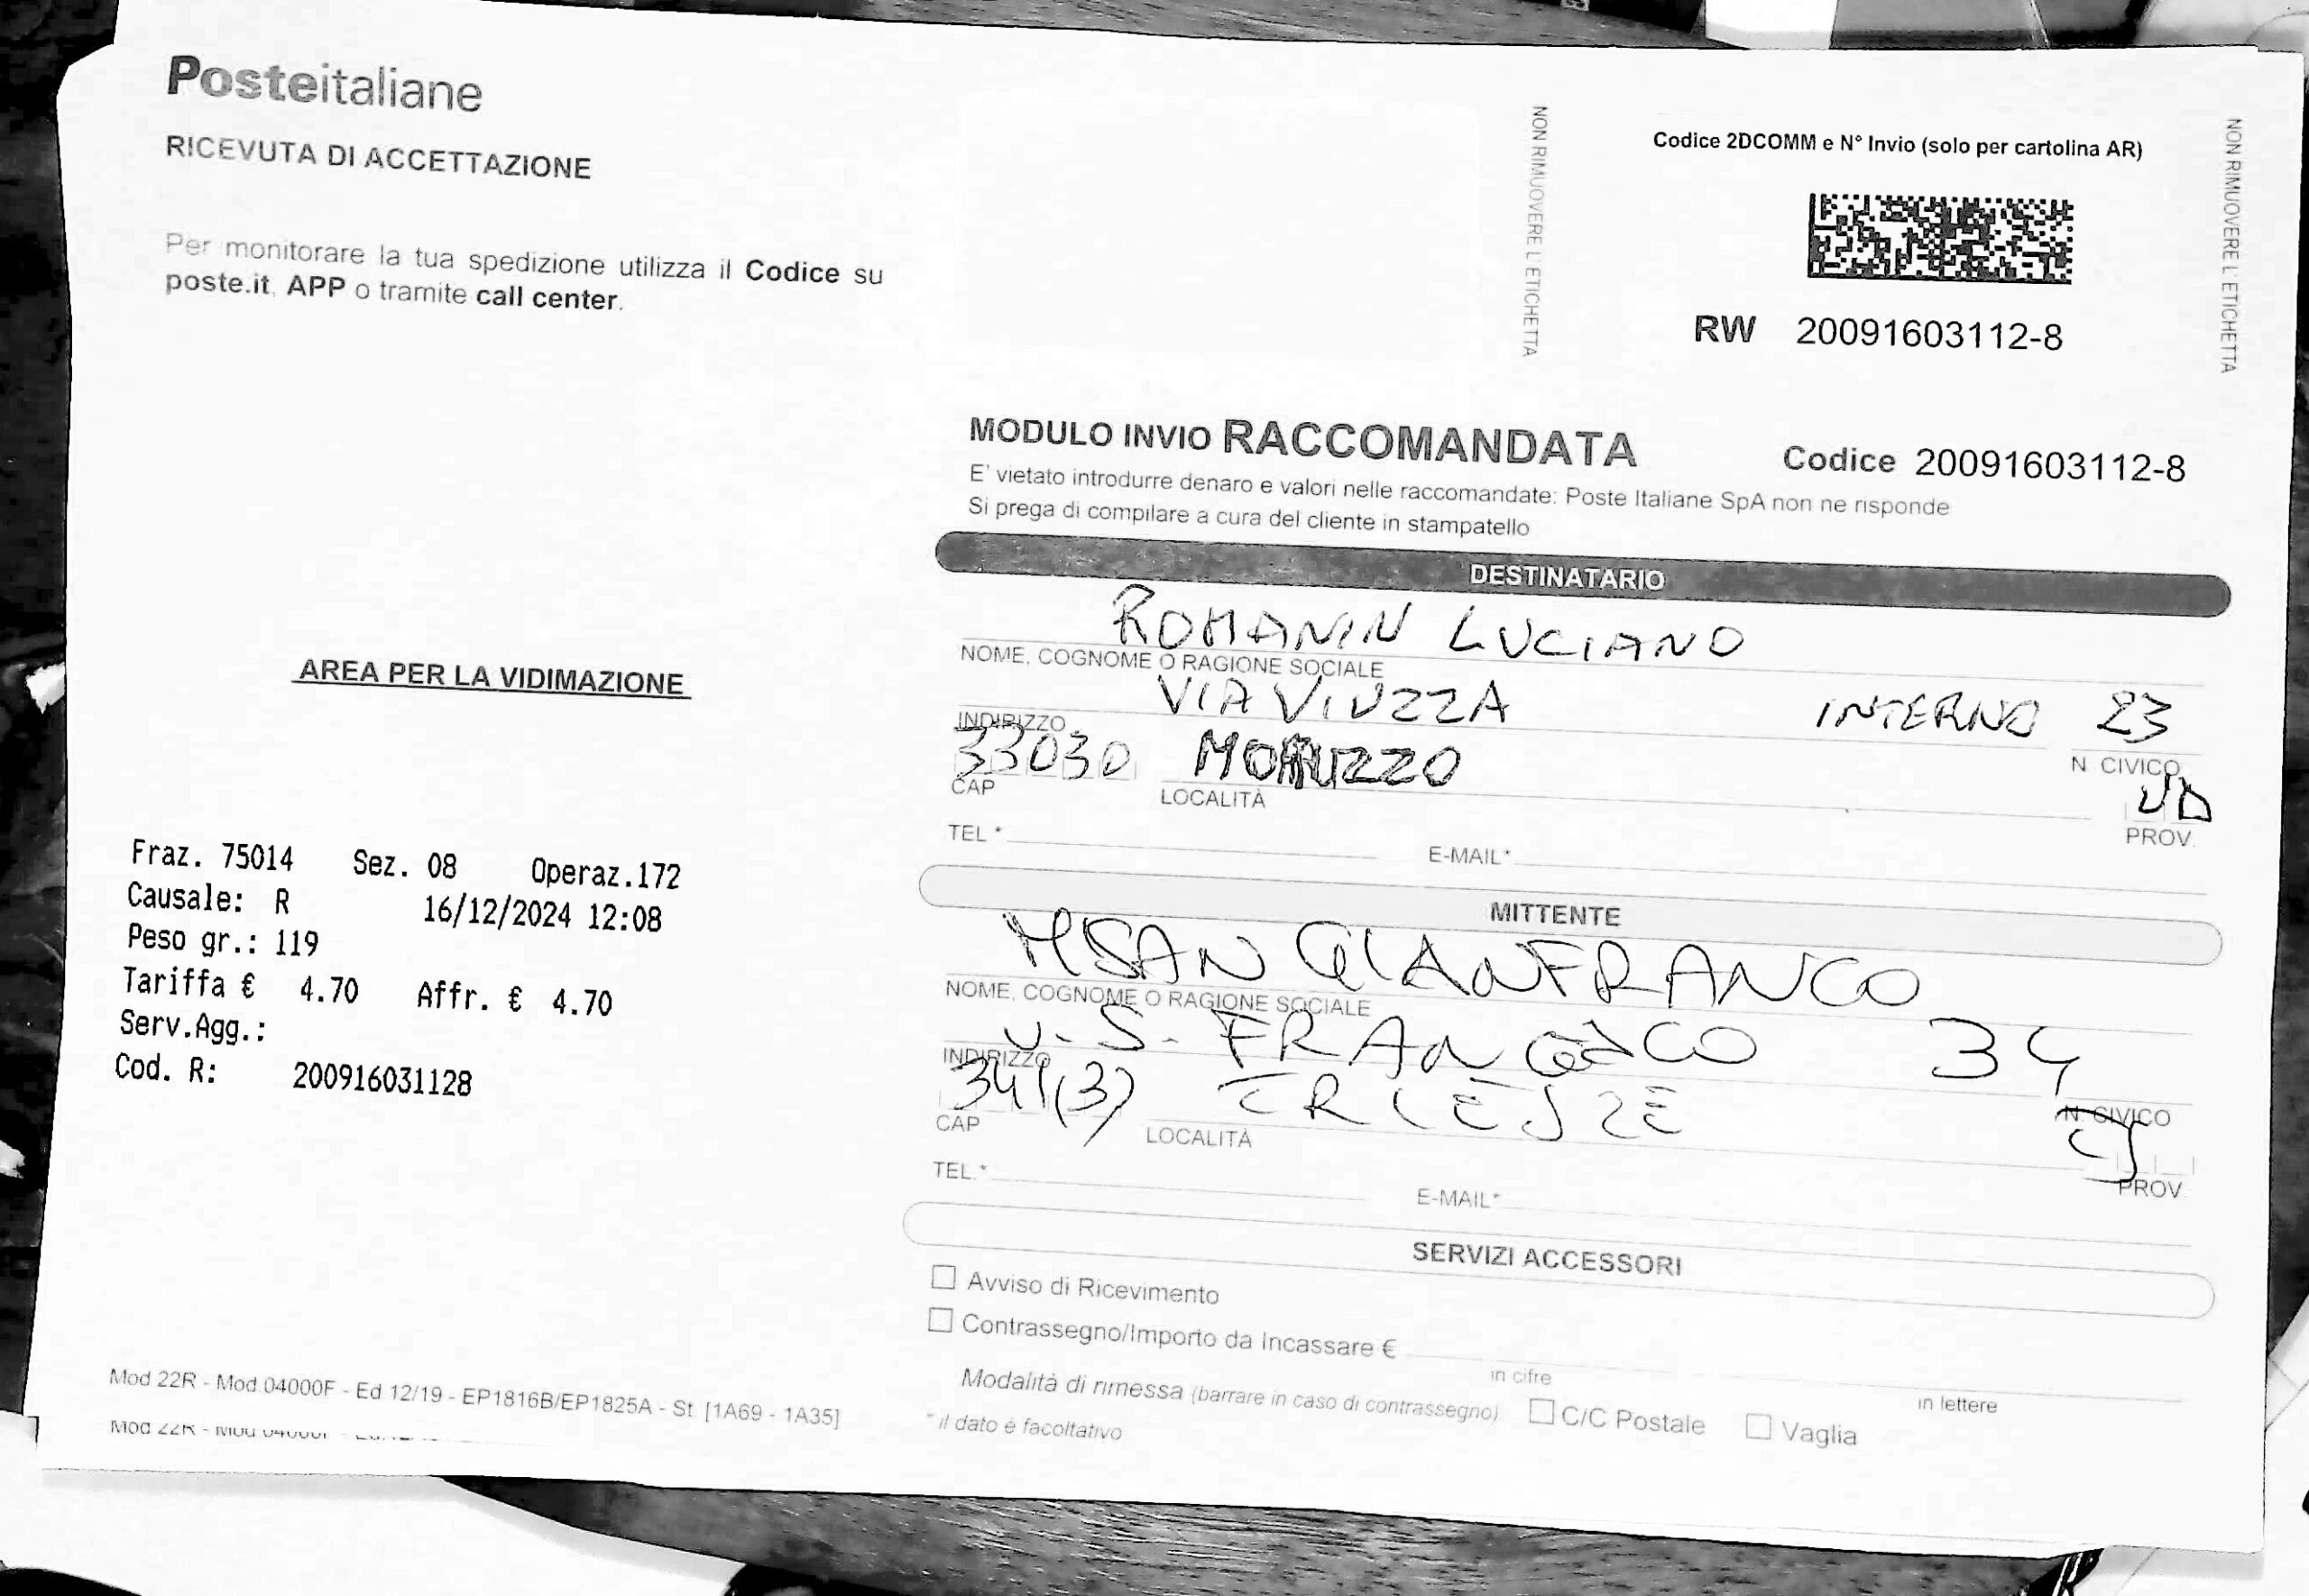 Posteitaliane
RICEVUTA DI ACCETTAZIONE
Per monitorare la tua spedizione utilizza il Codice su
poste.it, APP o tramite call center.
AREA PER LA VIDIMAZIONE
Fraz. 75014 Sez. 08 Operaz.172
Causale: R 16/12/2024 12:08
Peso gr.: 119
Tariffa € 4.70 Affr. € 4.70
Serv.Agg.:
Cod. R: 200916031128
Mod 22R - Mod 04000F - Ed 12/19 - EP1816B/EP1825A - St [1A69 - 1A35]
Mod 22R - Mod 04000F
NON RIMUOVERE L'ETICHETTA
Codice 2DCOMM e N° Invio (solo per cartolina AR)
RW 20091603112-8
NON RIMUOVERE L'ETICHETTA
MODULO INVIO RACCOMANDATA Codice 20091603112-8
E' vietato introdurre denaro e valori nelle raccomandate: Poste Italiane SpA non ne risponde
Si prega di compilare a cura del cliente in stampatello
DESTINATARIO
ROMANIN LUCIANO
NOME, COGNOME O RAGIONE SOCIALE
VIA VIUZZA INTERNO 23
INDIRIZZO N. CIVICO
33030 MORUZZO UD
CAP LOCALITÀ PROV.
TEL.* E-MAIL*
MITTENTE
GIANFRANCO
NOME, COGNOME O RAGIONE SOCIALE
V. S. FRANCESCO 34
INDIRIZZO N. CIVICO
TRIESTE
CAP LOCALITÀ PROV.
TEL.* E-MAIL*
SERVIZI ACCESSORI
Avviso di Ricevimento
Contrassegno/Importo da Incassare €
in cifre in lettere
Modalità di rimessa (barrare in caso di contrassegno) C/C Postale Vaglia
* il dato è facoltativo